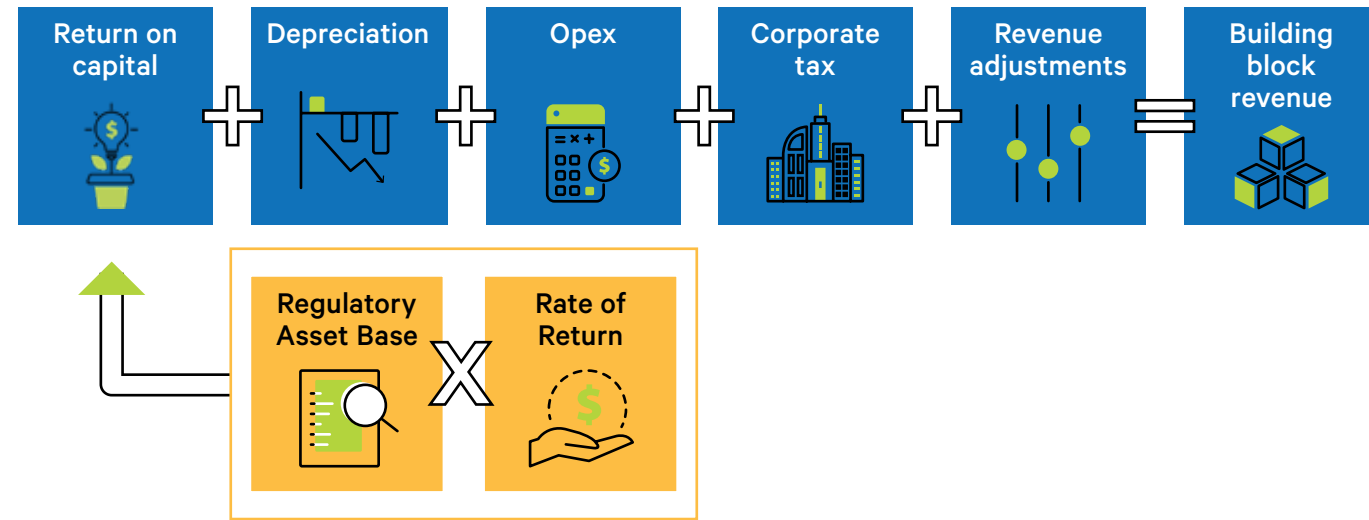 Return on
capital
+
Depreciation
+
Opex
= × +
$
+
Corporate
tax
+
Revenue
adjustments
=
Building
block
revenue
$
Regulatory
Asset Base
X
Rate of
Return
$